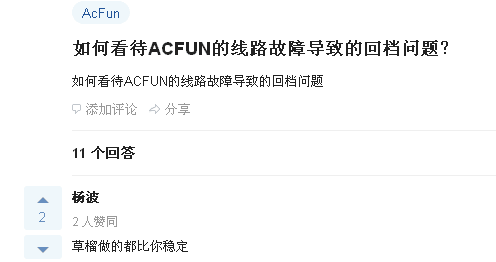 AcFun
如何看待ACFUN的线路故障导致的回档问题？
如何看待ACFUN的线路故障导致的回档问题
添加评论 分享
11 个回答
杨波
2
2 人赞同
草榴做的都比你稳定